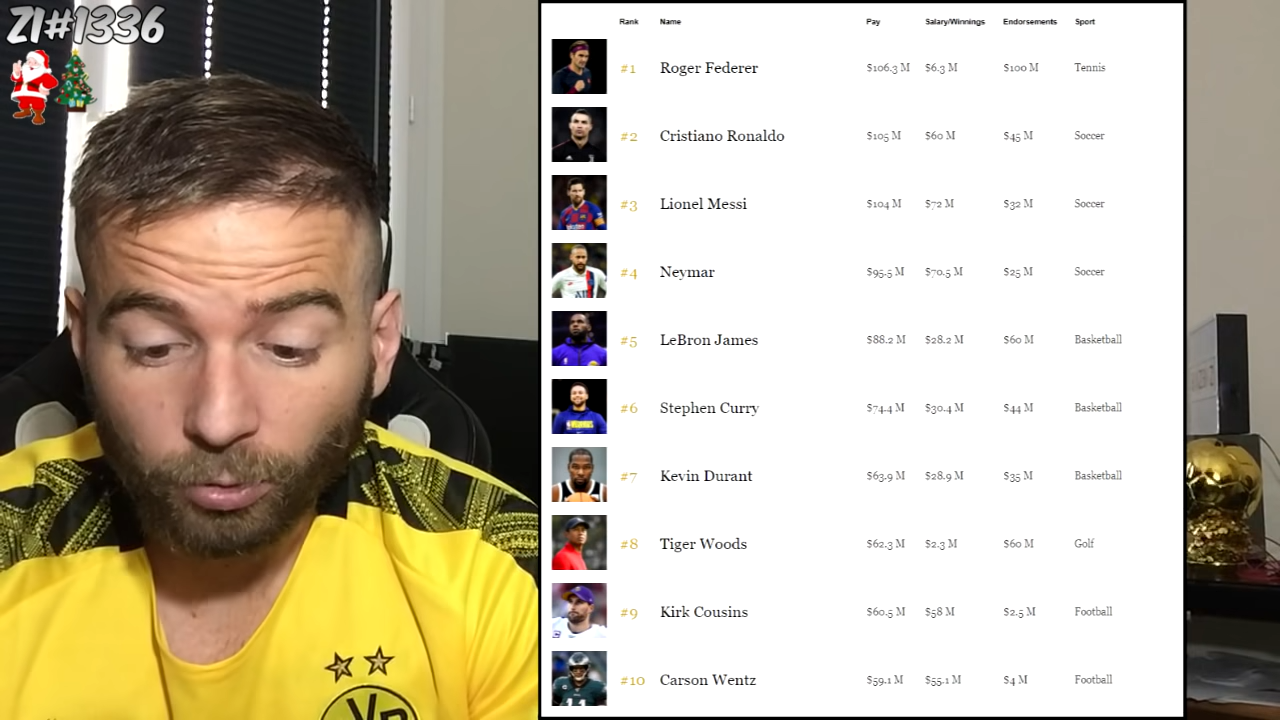 ZI#1336
Rank Name Pay Salary/Winnings Endorsements Sport
#1 Roger Federer $106.3 M $6.3 M $100 M Tennis
#2 Cristiano Ronaldo $105 M $60 M $45 M Soccer
#3 Lionel Messi $104 M $72 M $32 M Soccer
#4 Neymar $95.5 M $70.5 M $25 M Soccer
#5 LeBron James $88.2 M $28.2 M $60 M Basketball
#6 Stephen Curry $74.4 M $30.4 M $44 M Basketball
#7 Kevin Durant $63.9 M $28.9 M $35 M Basketball
#8 Tiger Woods $62.3 M $2.3 M $60 M Golf
#9 Kirk Cousins $60.5 M $58 M $2.5 M Football
#10 Carson Wentz $59.1 M $55.1 M $4 M Football
BVB